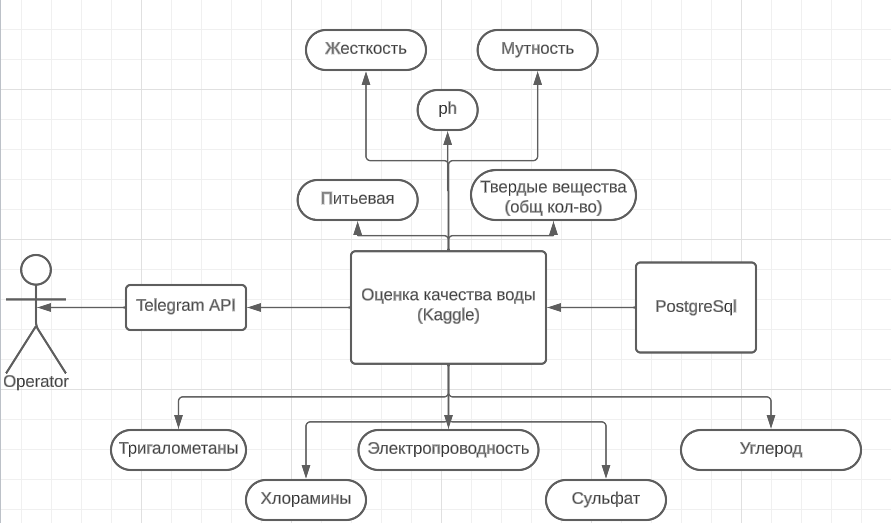 Жесткость
Мутность
ph
Питьевая
Твердые вещества
(общ кол-во)
Оценка качества воды
(Kaggle)
PostgreSql
Telegram API
Operator
Тригалометаны
Электропроводность
Углерод
Хлорамины
Сульфат